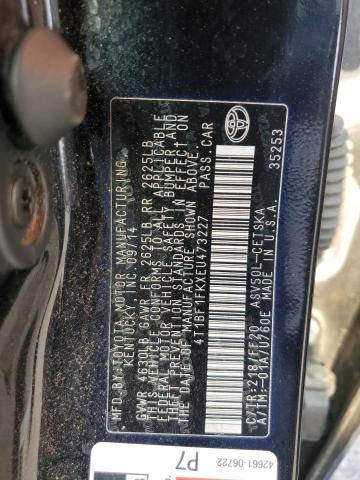 MFD.BY:TOYOTA MOTOR MANUFACTURING,
KENTUCKY, INC. 09/14
GVWR 4630LB GAWR FR 2625LB RR 2625LB
THIS VEHICLE CONFORMS TO ALL APPLICABLE
FEDERAL MOTOR VEHICLE SAFETY, BUMPER, AND
THEFT PREVENTION STANDARDS IN EFFECT ON
THE DATE OF MANUFACTURE SHOWN ABOVE.
4T1BF1FKXEU473227 PASS.CAR
C/TR:218/FE20 ASV50L-CETSKA
A/TM:-01A/U760E MADE IN U.S.A.
35253
42661-06722
P7